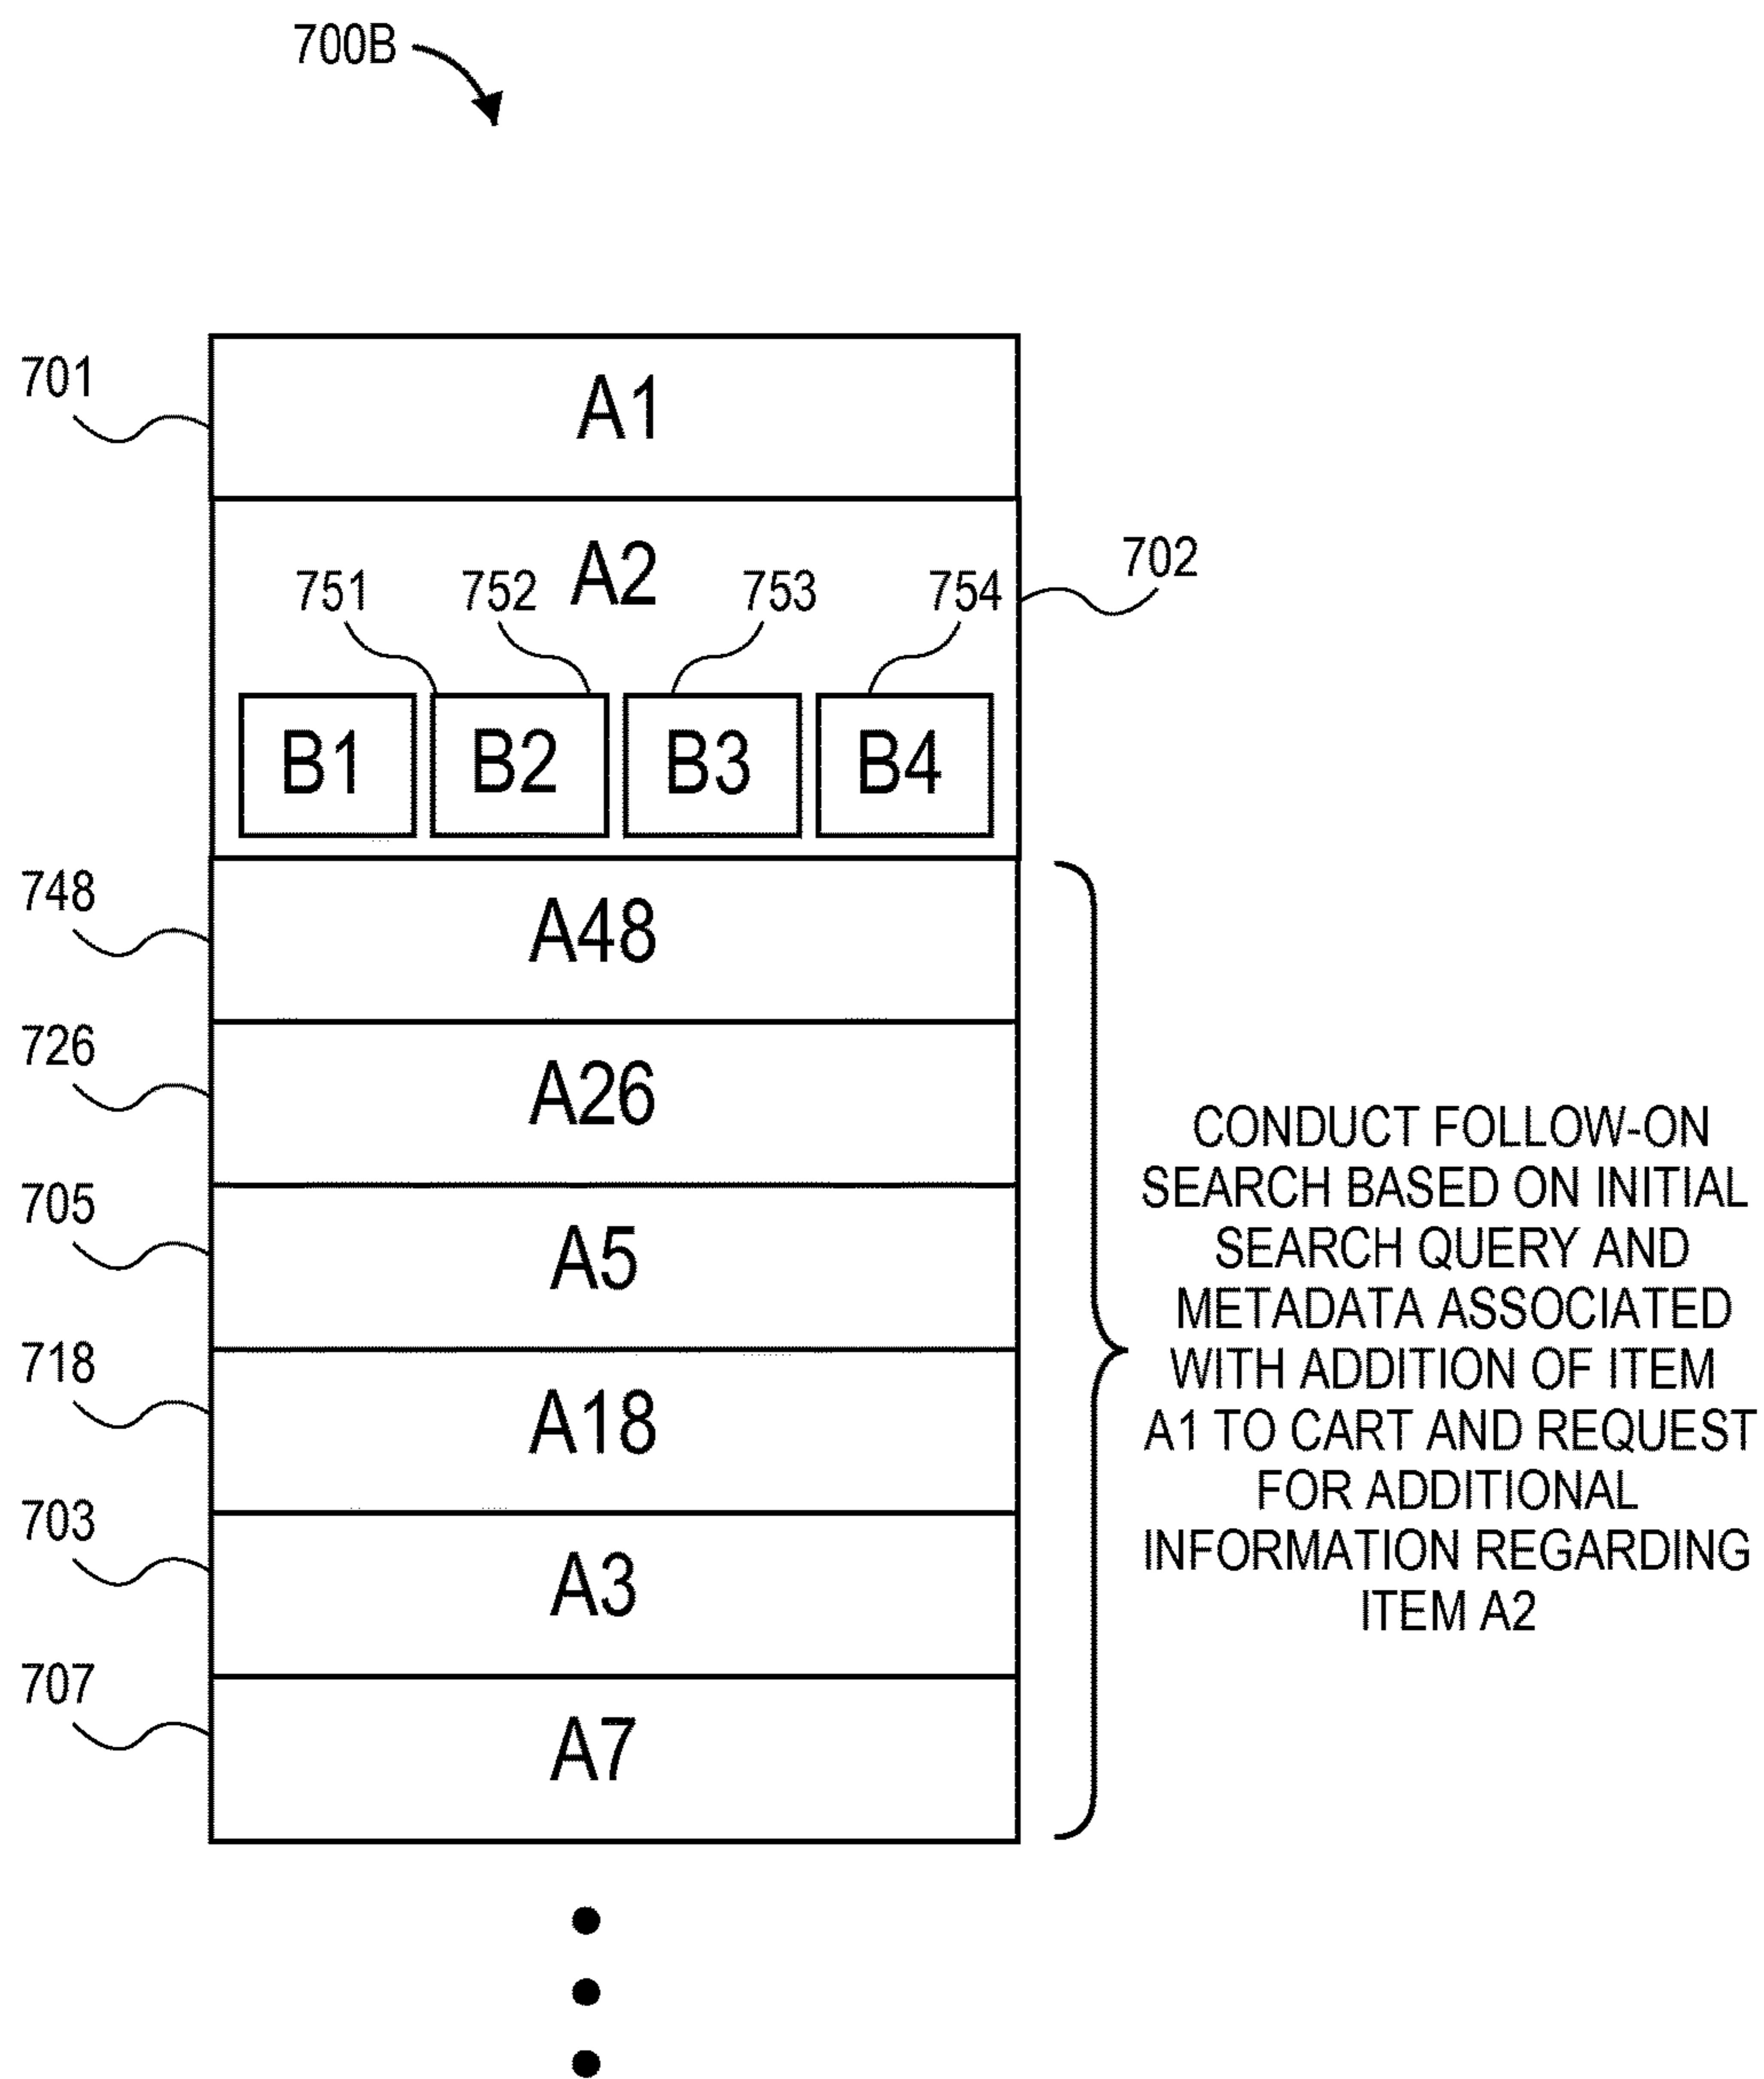 700B
701
A1
A2
702
751
752
753
754
B1
B2
B3
B4
748
A48
726
A26
705
A5
718
A18
703
A3
707
A7
CONDUCT FOLLOW-ON
SEARCH BASED ON INITIAL
SEARCH QUERY AND
METADATA ASSOCIATED
WITH ADDITION OF ITEM
A1 TO CART AND REQUEST
FOR ADDITIONAL
INFORMATION REGARDING
ITEM A2